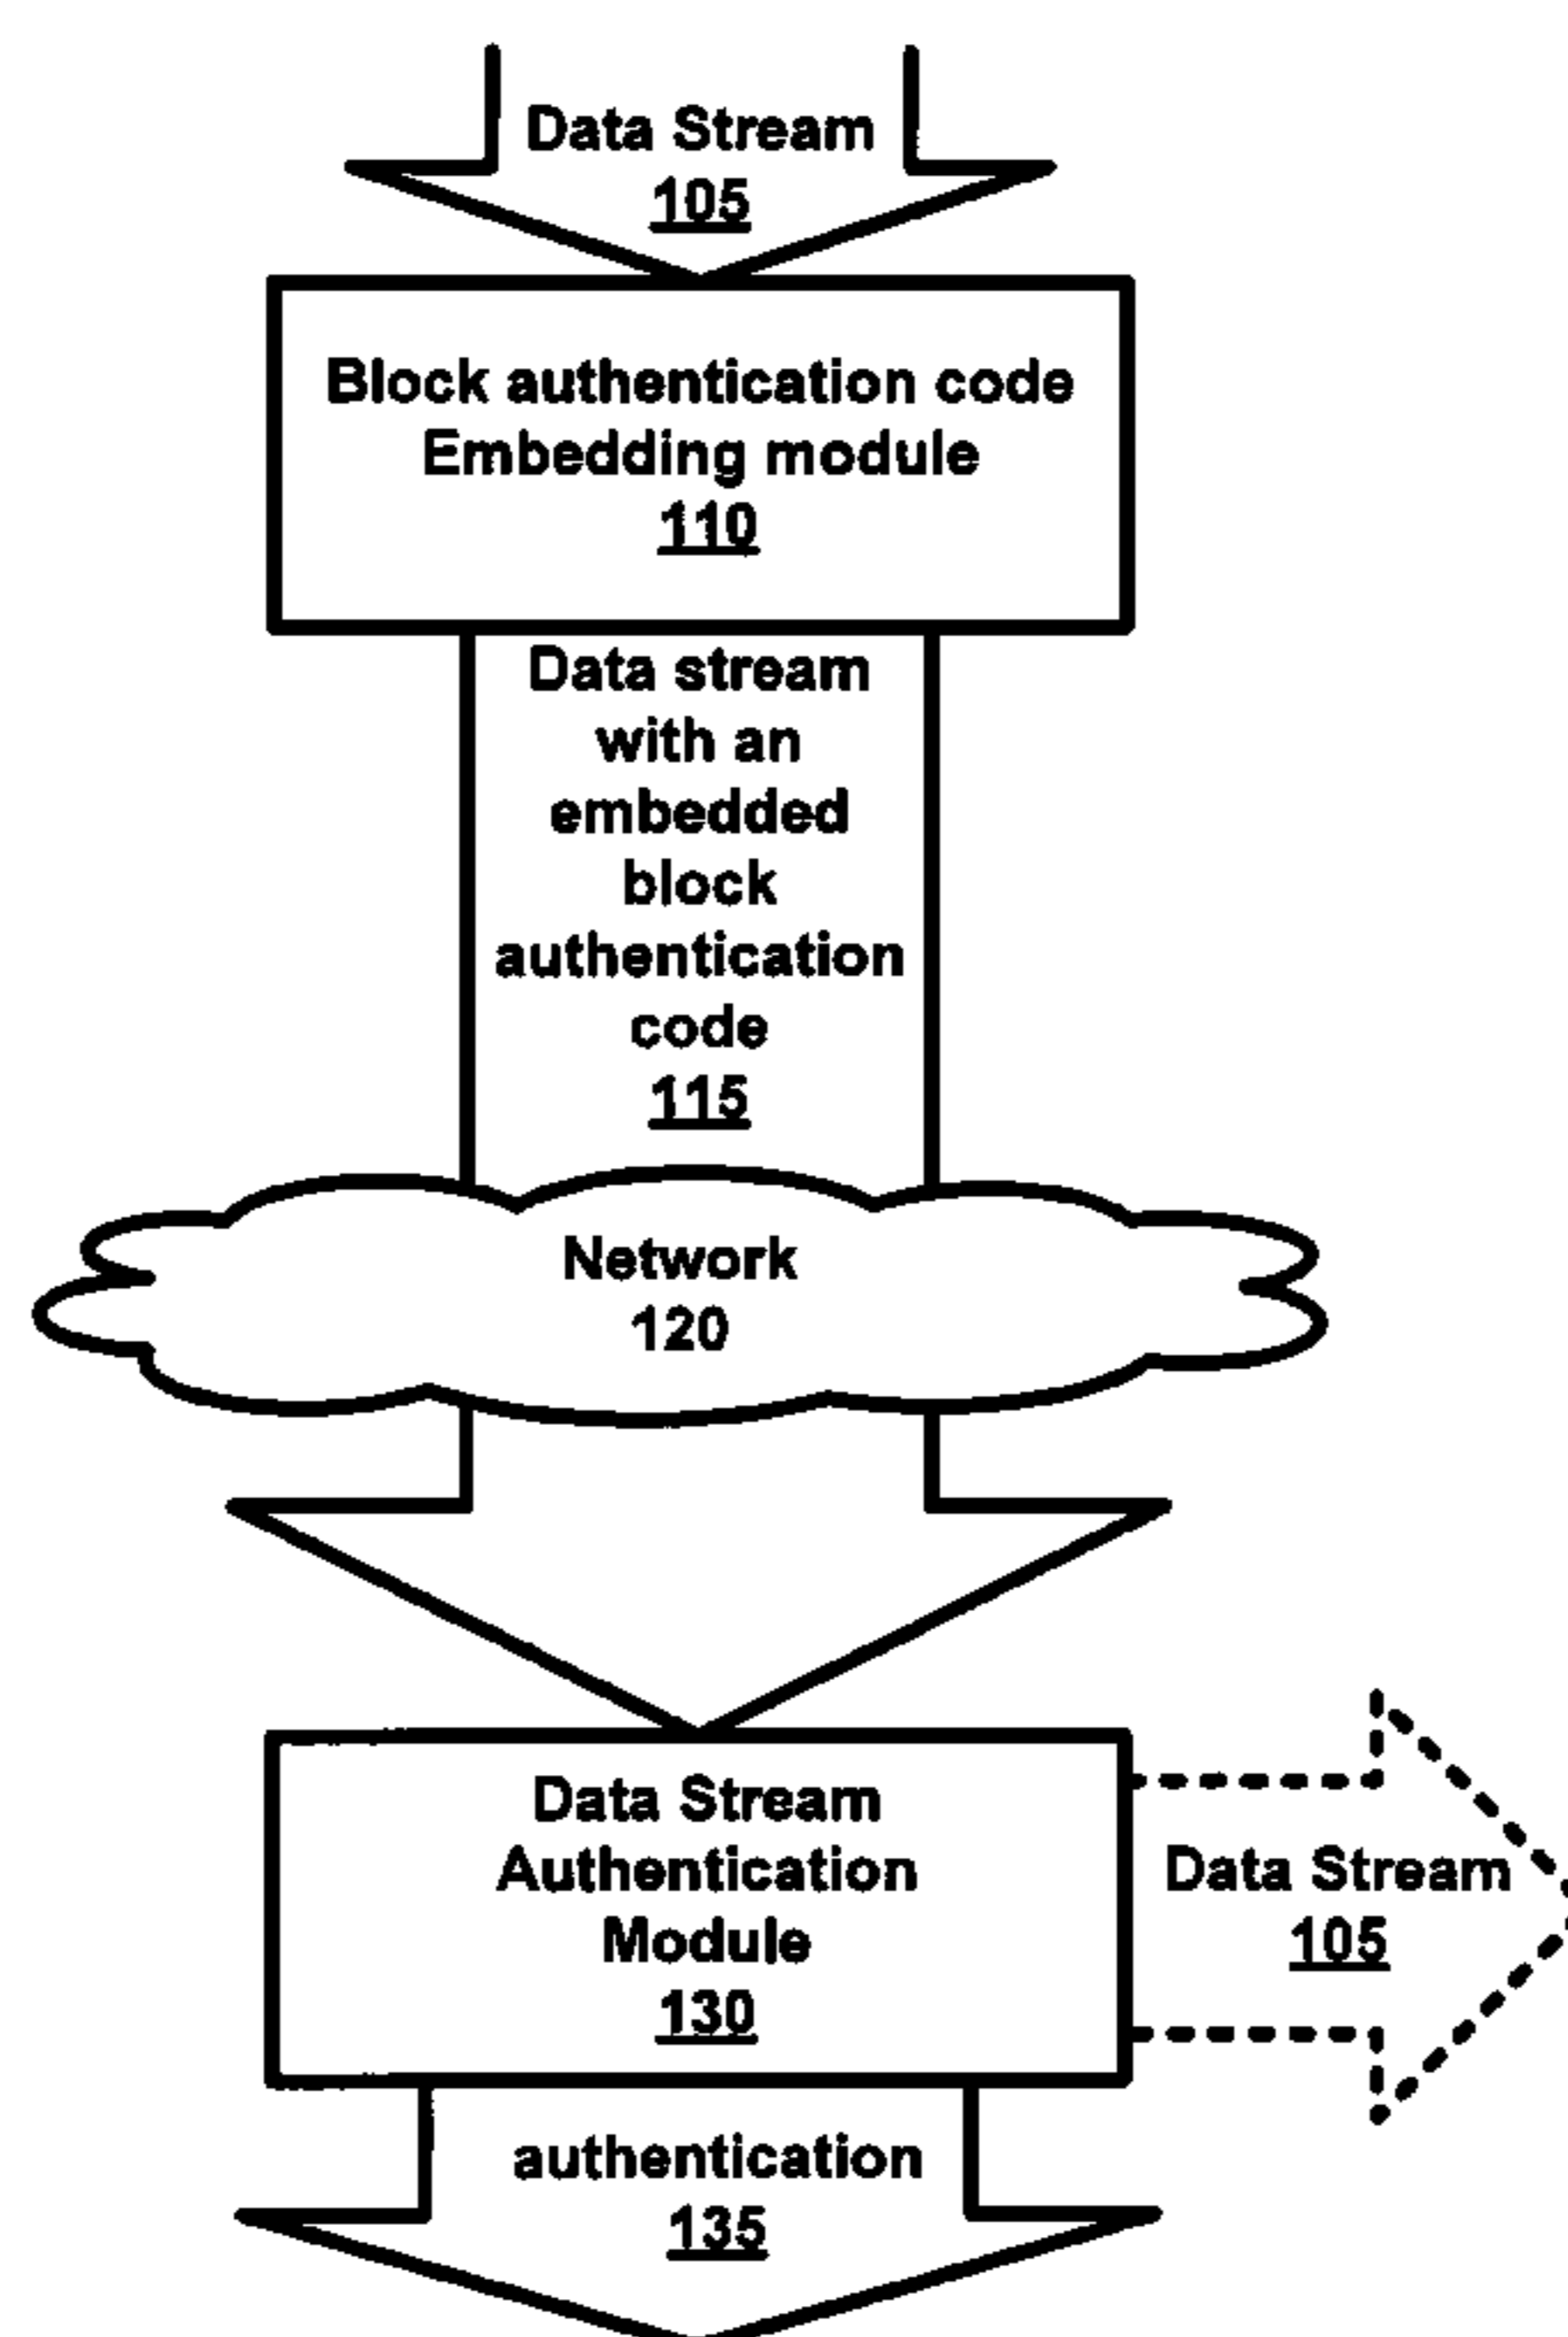 Data Stream
105
Block authentication code
Embedding module
110
Data stream
with an
embedded
block
authentication
code
115
Network
120
Data Stream
Authentication
Module
130
Data Stream
105
authentication
135